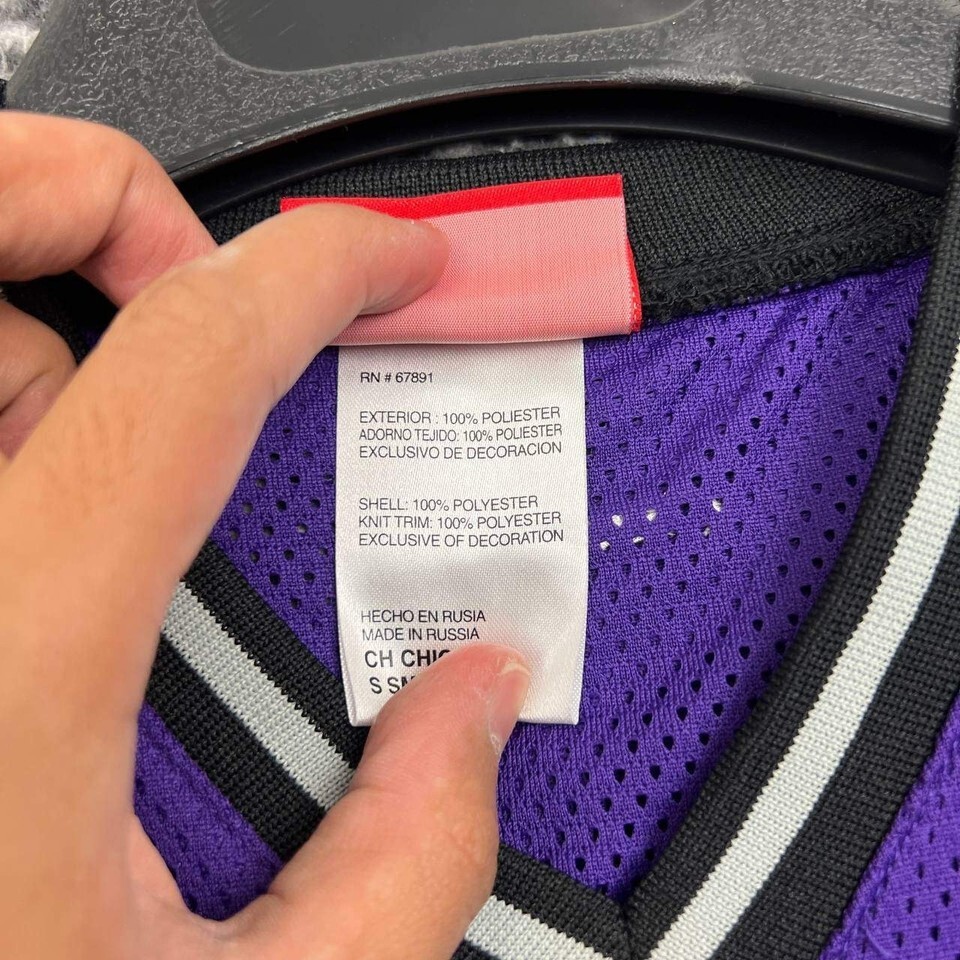 RN # 67891
EXTERIOR : 100% POLIESTER
ADORNO TEJIDO: 100% POLIESTER
EXCLUSIVO DE DECORACION
SHELL: 100% POLYESTER
KNIT TRIM: 100% POLYESTER
EXCLUSIVE OF DECORATION
HECHO EN RUSIA
MADE IN RUSSIA
CH
S